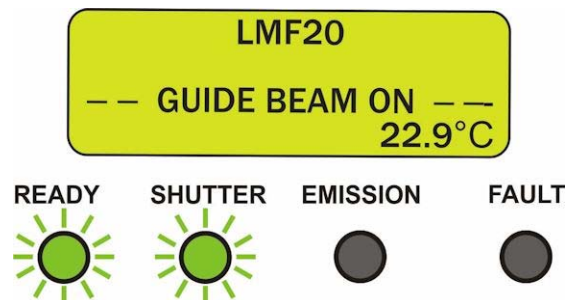 LMF20
-- GUIDE BEAM ON --
22.9°C
READY SHUTTER EMISSION FAULT